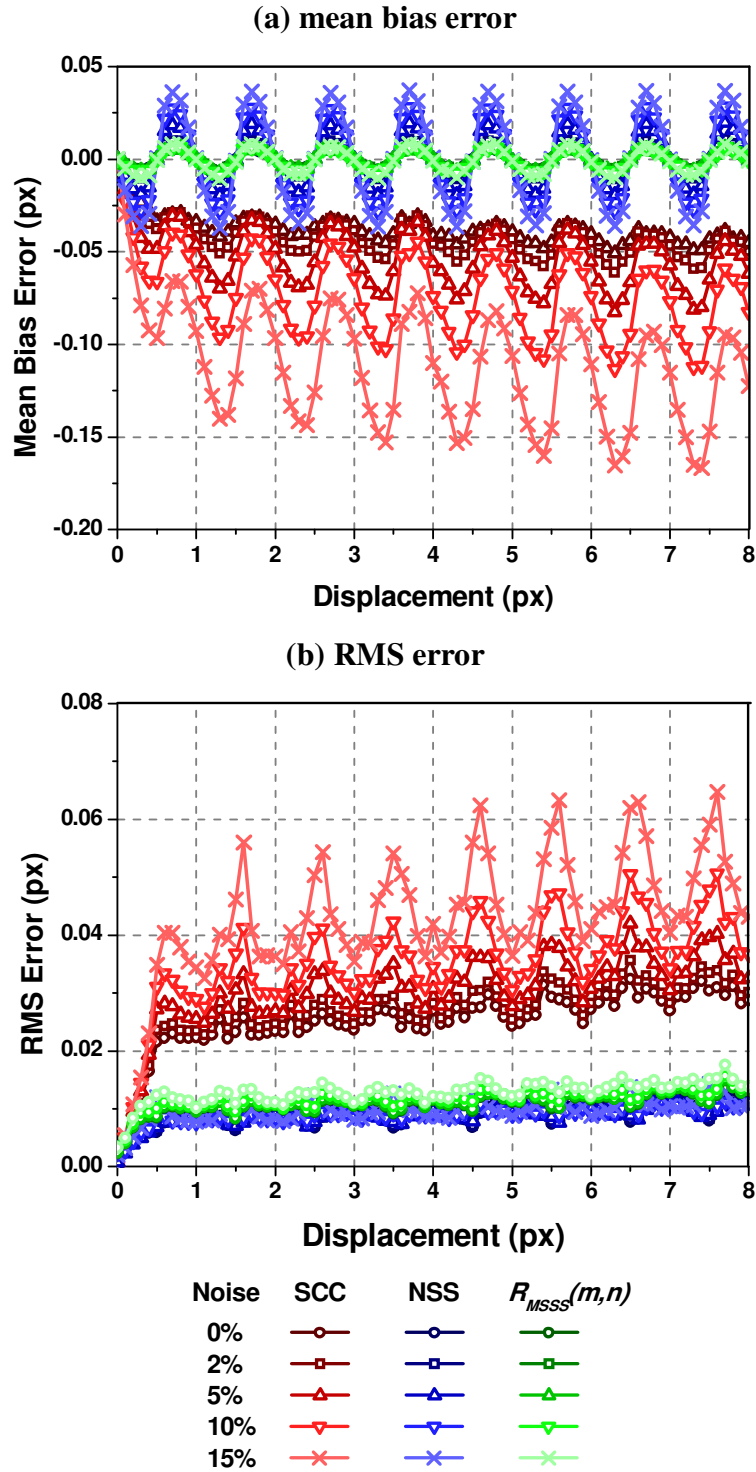 (a) mean bias error
0.05
0.00
-0.05
-0.10
-0.15
-0.20
Mean Bias Error (px)
0 1 2 3 4 5 6 7 8
Displacement (px)
(b) RMS error
0.08
0.06
0.04
0.02
0.00
RMS Error (px)
0 1 2 3 4 5 6 7 8
Displacement (px)
Noise SCC NSS R_MSSS(m,n)
0%
2%
5%
10%
15%